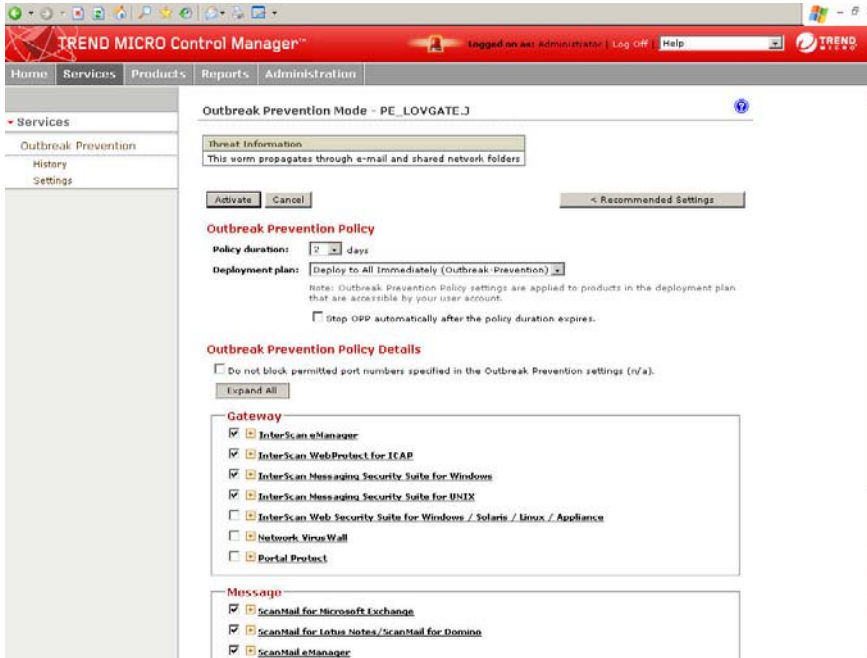 TREND MICRO Control Manager™
Logged on as: Administrator | Log Off | Help
TREND MICRO
Home Services Products Reports Administration
Services
Outbreak Prevention
History
Settings
Outbreak Prevention Mode - PE_LOVGATE.J
Threat Information
This worm propagates through e-mail and shared network folders
Activate Cancel < Recommended Settings
Outbreak Prevention Policy
Policy duration: 2 days
Deployment plan: Deploy to All Immediately (Outbreak-Prevention)
Note: Outbreak Prevention Policy settings are applied to products in the deployment plan
that are accessible by your user account.
Stop OPP automatically after the policy duration expires.
Outbreak Prevention Policy Details
Do not block permitted port numbers specified in the Outbreak Prevention settings (n/a).
Expand All
Gateway
InterScan eManager
InterScan WebProtect for ICAP
InterScan Messaging Security Suite for Windows
InterScan Messaging Security Suite for UNIX
InterScan Web Security Suite for Windows / Solaris / Linux / Appliance
Network VirusWall
Portal Protect
Message
ScanMail for Microsoft Exchange
ScanMail for Lotus Notes/ScanMail for Domino
ScanMail eManager